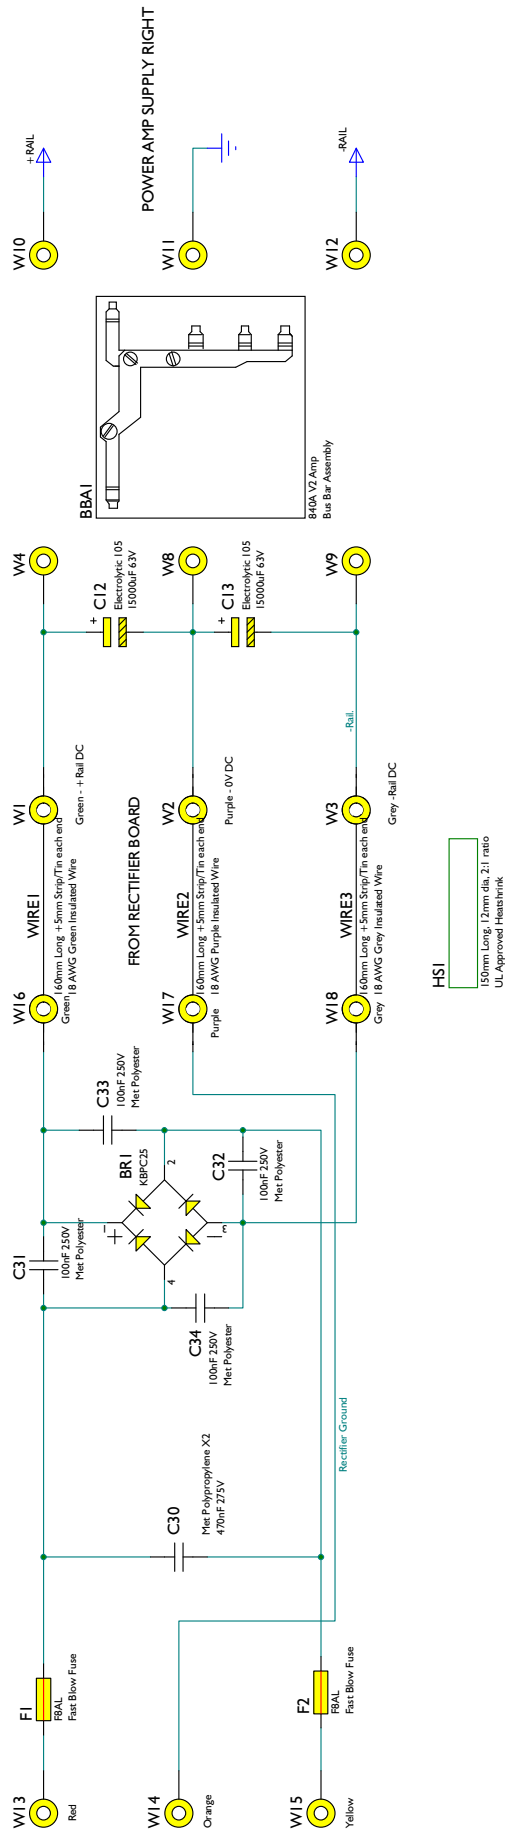 POWER AMP SUPPLY RIGHT
+RAIL
-RAIL
W10
W11
W12
BBA1
840A V2 Amp
Bus Bar Assembly
W4
W8
W9
+
C12
Electrolytic 105
15000uF 63V
+
C13
Electrolytic 105
15000uF 63V
-Rail.
W1
Green - + Rail DC
W2
Purple - 0V DC
W3
Grey -Rail DC
FROM RECTIFIER BOARD
WIRE1
160mm Long +5mm Strip/Tin each end
18 AWG Green Insulated Wire
WIRE2
160mm Long +5mm Strip/Tin each end
18 AWG Purple Insulated Wire
WIRE3
160mm Long +5mm Strip/Tin each end
18 AWG Grey Insulated Wire
HS1
150mm Long, 12mm dia, 2:1 ratio
UL Approved Heatshrink
W16
Green
W17
Purple
W18
Grey
C33
100nF 250V
Met Polyester
BR1
KBPC25
2
4
+
C32
100nF 250V
Met Polyester
C31
100nF 250V
Met Polyester
C34
100nF 250V
Met Polyester
Rectifier Ground
C30
Met Polypropylene X2
470nF 275V
F1
F8AL
Fast Blow Fuse
F2
F8AL
Fast Blow Fuse
W13
Red
W14
Orange
W15
Yellow